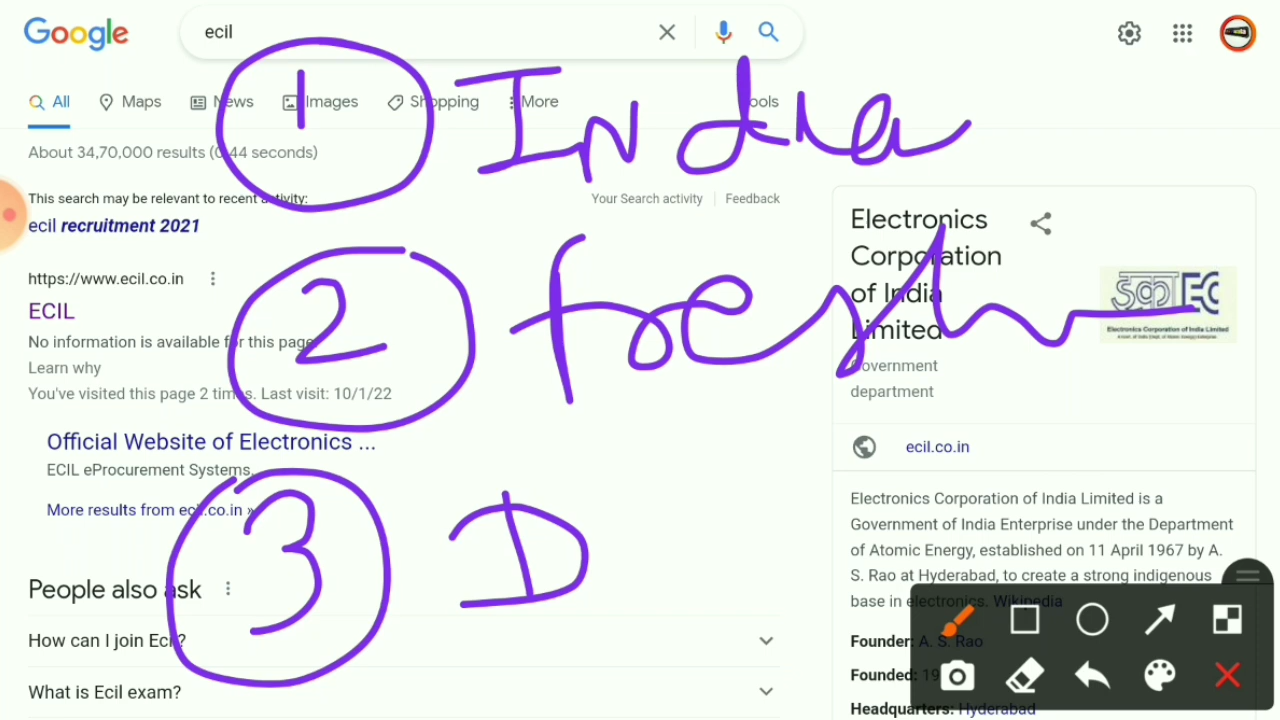 Google
ecil
All Maps News Images Shopping More Tools
About 34,70,000 results (0.44 seconds)
1 India
This search may be relevant to recent activity:
Your Search activity Feedback
ecil recruitment 2021
https://www.ecil.co.in
ECIL
No information is available for this page
Learn why
You've visited this page 2 times. Last visit: 10/1/22
2
Official Website of Electronics ...
ECIL eProcurement Systems.
More results from ecil.co.in »
3 D
People also ask
How can I join Ecil?
What is Ecil exam?
Electronics
Corporation
of India
Limited
Electronics Corporation of India Limited
Government
department
ecil.co.in
Electronics Corporation of India Limited is a
Government of India Enterprise under the Department
of Atomic Energy, established on 11 April 1967 by A.
S. Rao at Hyderabad, to create a strong indigenous
base in electronics. Wikipedia
Founder: A. S. Rao
Founded: 19
Headquarters: Hyderabad